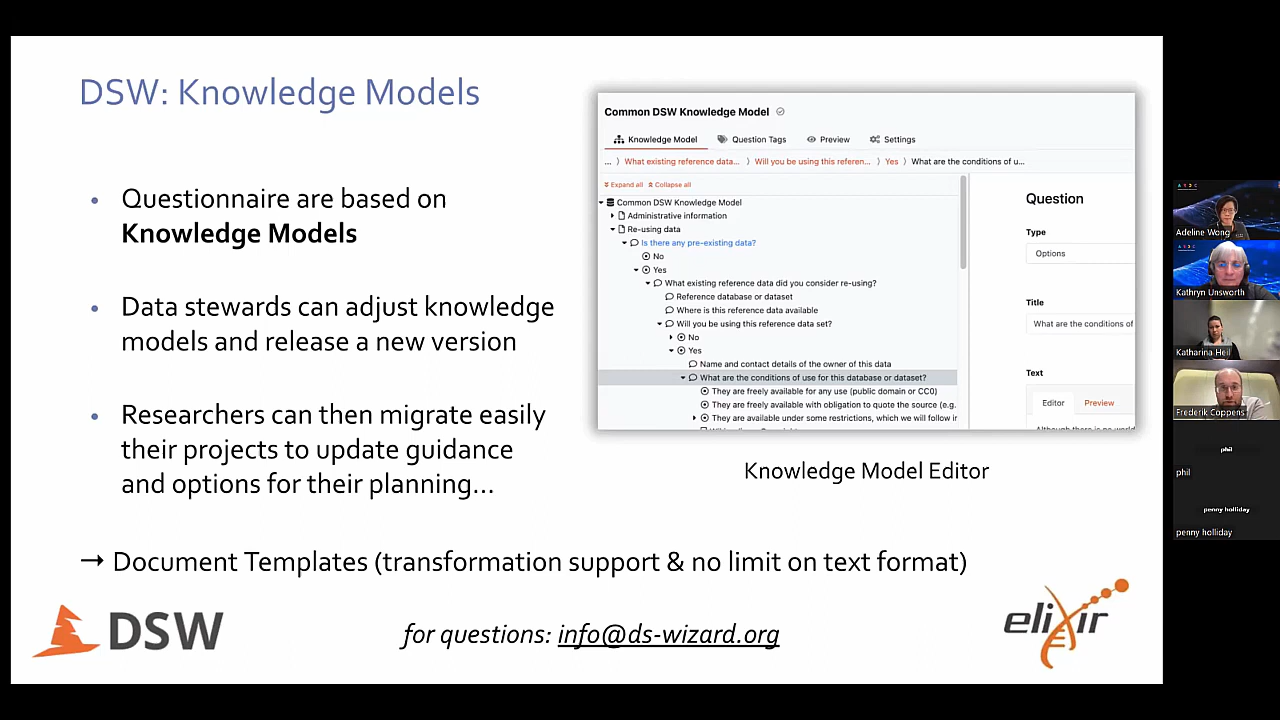 DSW: Knowledge Models
• Questionnaire are based on
Knowledge Models
• Data stewards can adjust knowledge
models and release a new version
• Researchers can then migrate easily
their projects to update guidance
and options for their planning...
→ Document Templates (transformation support & no limit on text format)
DSW
for questions: info@ds-wizard.org
elixir
Common DSW Knowledge Model
Knowledge Model Question Tags Preview Settings
... > What existing reference data... > Will you be using this referen... > Yes > What are the conditions of u...
Expand all Collapse all
Common DSW Knowledge Model
Administrative information
Re-using data
Is there any pre-existing data?
No
Yes
What existing reference data did you consider re-using?
Reference database or dataset
Where is this reference data available
Will you be using this reference data set?
No
Yes
Name and contact details of the owner of this data
What are the conditions of use for this database or dataset?
They are freely available for any use (public domain or CC0)
They are freely available with obligation to quote the source (e.g.
They are available under some restrictions, which we will follow i
Question
Type
Options
Title
What are the conditions of
Text
Editor Preview
Knowledge Model Editor
Adeline Wong
Kathryn Unsworth
Katharina Heil
Frederik Coppens
phil
phil
penny holliday
penny holliday